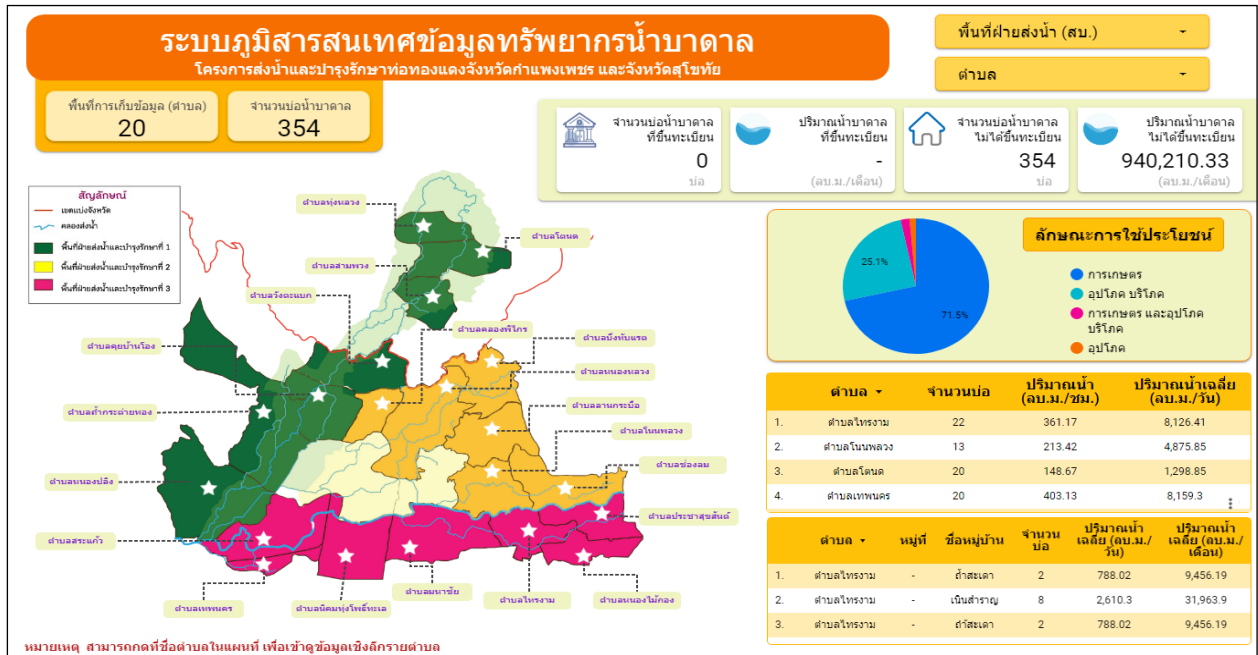 ระบบภูมิสารสนเทศข้อมูลทรัพยากรน้ำบาดาล
โครงการส่งน้ำและบำรุงรักษาท่อทองแดงจังหวัดกำแพงเพชร และจังหวัดสุโขทัย
พื้นที่ฝ่ายส่งน้ำ (สบ.)
ตำบล
พื้นที่การเก็บข้อมูล (ตำบล)
20
จำนวนบ่อน้ำบาดาล
354
จำนวนบ่อน้ำบาดาล
ที่ขึ้นทะเบียน
0
บ่อ
ปริมาณน้ำบาดาล
ที่ขึ้นทะเบียน
-
(ลบ.ม./เดือน)
จำนวนบ่อน้ำบาดาล
ไม่ได้ขึ้นทะเบียน
354
บ่อ
ปริมาณน้ำบาดาล
ไม่ได้ขึ้นทะเบียน
940,210.33
(ลบ.ม./เดือน)
สัญลักษณ์
เขตแบ่งจังหวัด
คลองส่งน้ำ
พื้นที่ฝ่ายส่งน้ำและบำรุงรักษาที่ 1
พื้นที่ฝ่ายส่งน้ำและบำรุงรักษาที่ 2
พื้นที่ฝ่ายส่งน้ำและบำรุงรักษาที่ 3
ตำบลทุ่งหลวง
ตำบลโตนด
ตำบลสามพวง
ตำบลวังตะแบก
ตำบลคลองพิไกร
ตำบลบึงทับแรต
ตำบลคุยบ้านโอง
ตำบลหนองหลวง
ตำบลถ้ำกระต่ายทอง
ตำบลลานกระบือ
ตำบลโนนพลวง
ตำบลช่องลม
ตำบลหนองปลิง
ตำบลประชาสุขสันต์
ตำบลสระแก้ว
ตำบลเทพนคร
ตำบลนิคมทุ่งโพธิ์ทะเล
ตำบลมหาชัย
ตำบลไทรงาม
ตำบลหนองไม้กอง
25.1%
71.5%
ลักษณะการใช้ประโยชน์
การเกษตร
อุปโภค บริโภค
การเกษตร และอุปโภค
บริโภค
อุปโภค
ตำบล จำนวนบ่อ ปริมาณน้ำ (ลบ.ม./ชม.) ปริมาณน้ำเฉลี่ย (ลบ.ม./วัน)
1. ตำบลไทรงาม 22 361.17 8,126.41
2. ตำบลโนนพลวง 13 213.42 4,875.85
3. ตำบลโตนด 20 148.67 1,298.85
4. ตำบลเทพนคร 20 403.13 8,159.3
ตำบล หมู่ที่ ชื่อหมู่บ้าน จำนวน บ่อ ปริมาณน้ำ เฉลี่ย (ลบ.ม./ วัน) ปริมาณน้ำ เฉลี่ย (ลบ.ม./ เดือน)
1. ตำบลไทรงาม - ถ้ำสะเดา 2 788.02 9,456.19
2. ตำบลไทรงาม - เนินสำราญ 8 2,610.3 31,963.9
3. ตำบลไทรงาม - ถ้ำสะเดา 2 788.02 9,456.19
หมายเหตุ สามารถกดที่ชื่อตำบลในแผนที่ เพื่อเข้าดูข้อมูลเชิงลึกรายตำบล